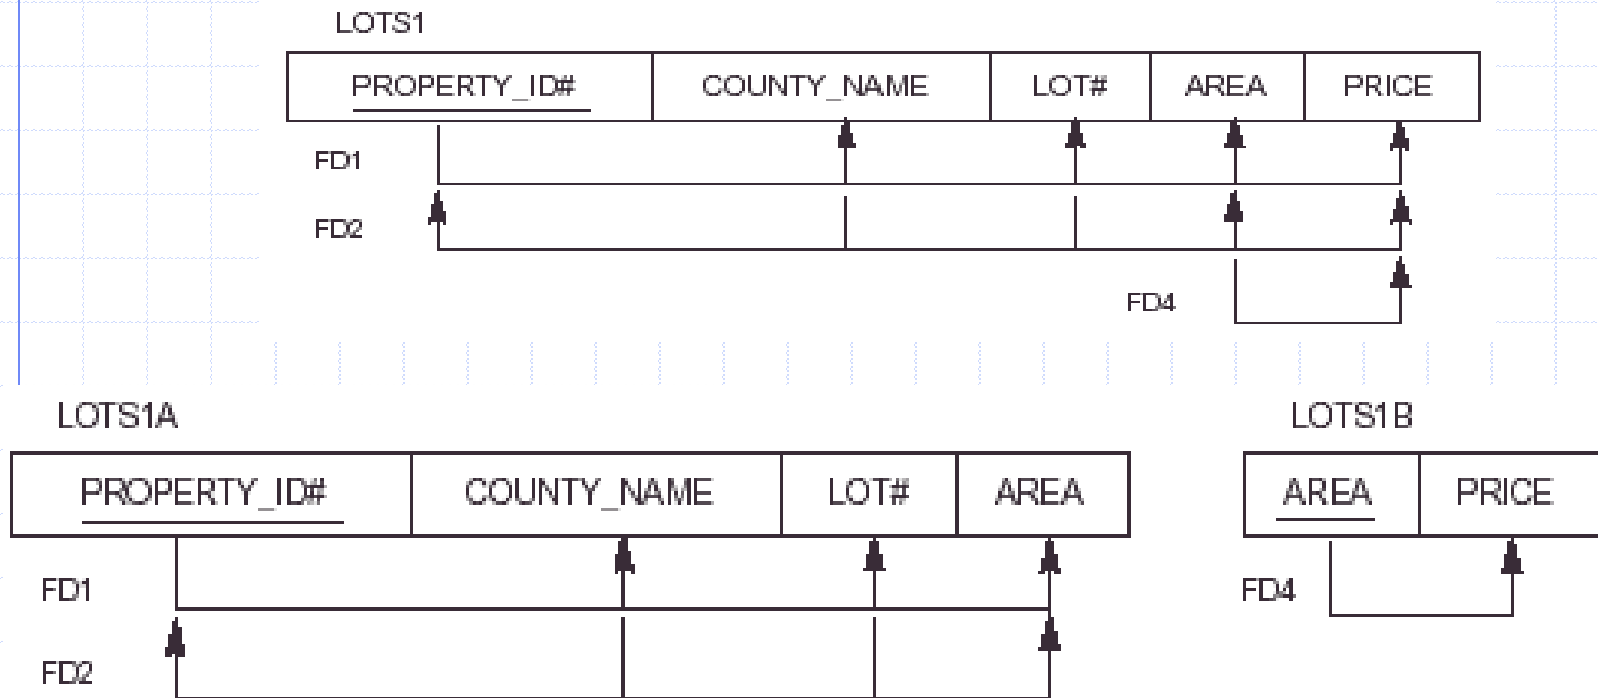 LOTS1
PROPERTY_ID# COUNTY_NAME LOT# AREA PRICE
FD1
FD2
FD4
LOTS1A LOTS1B
PROPERTY_ID# COUNTY_NAME LOT# AREA AREA PRICE
FD1 FD4
FD2